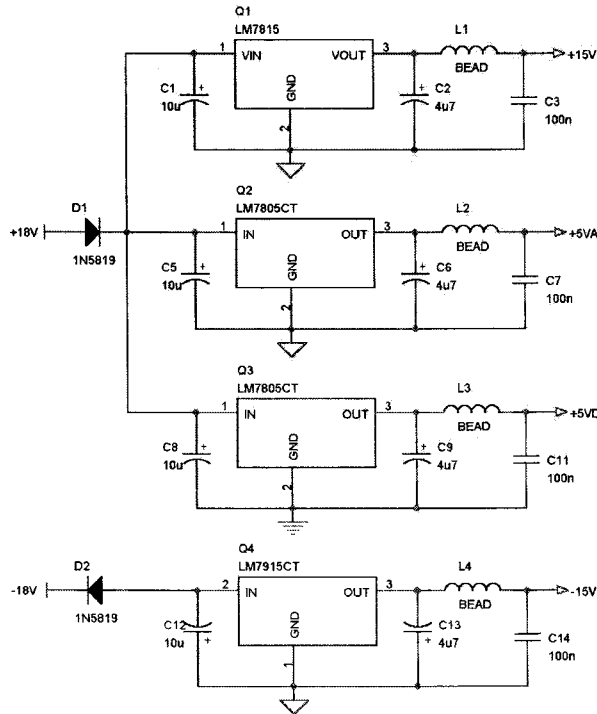 Q1
LM7815
L1
1
VIN
VOUT
3
+15V
BEAD
GND
C1
10u
+
C2
4u7
+
C3
100n
2
Q2
LM7805CT
D1
L2
+18V
1
IN
OUT
3
+5VA
1N5819
BEAD
GND
C5
10u
+
C6
4u7
+
C7
100n
2
Q3
LM7805CT
L3
1
IN
OUT
3
+5VD
BEAD
GND
C8
10u
+
C9
4u7
+
C11
100n
2
Q4
LM7915CT
D2
L4
-18V
2
IN
OUT
3
-15V
1N5819
BEAD
GND
C12
10u
+
C13
4u7
+
C14
100n
1